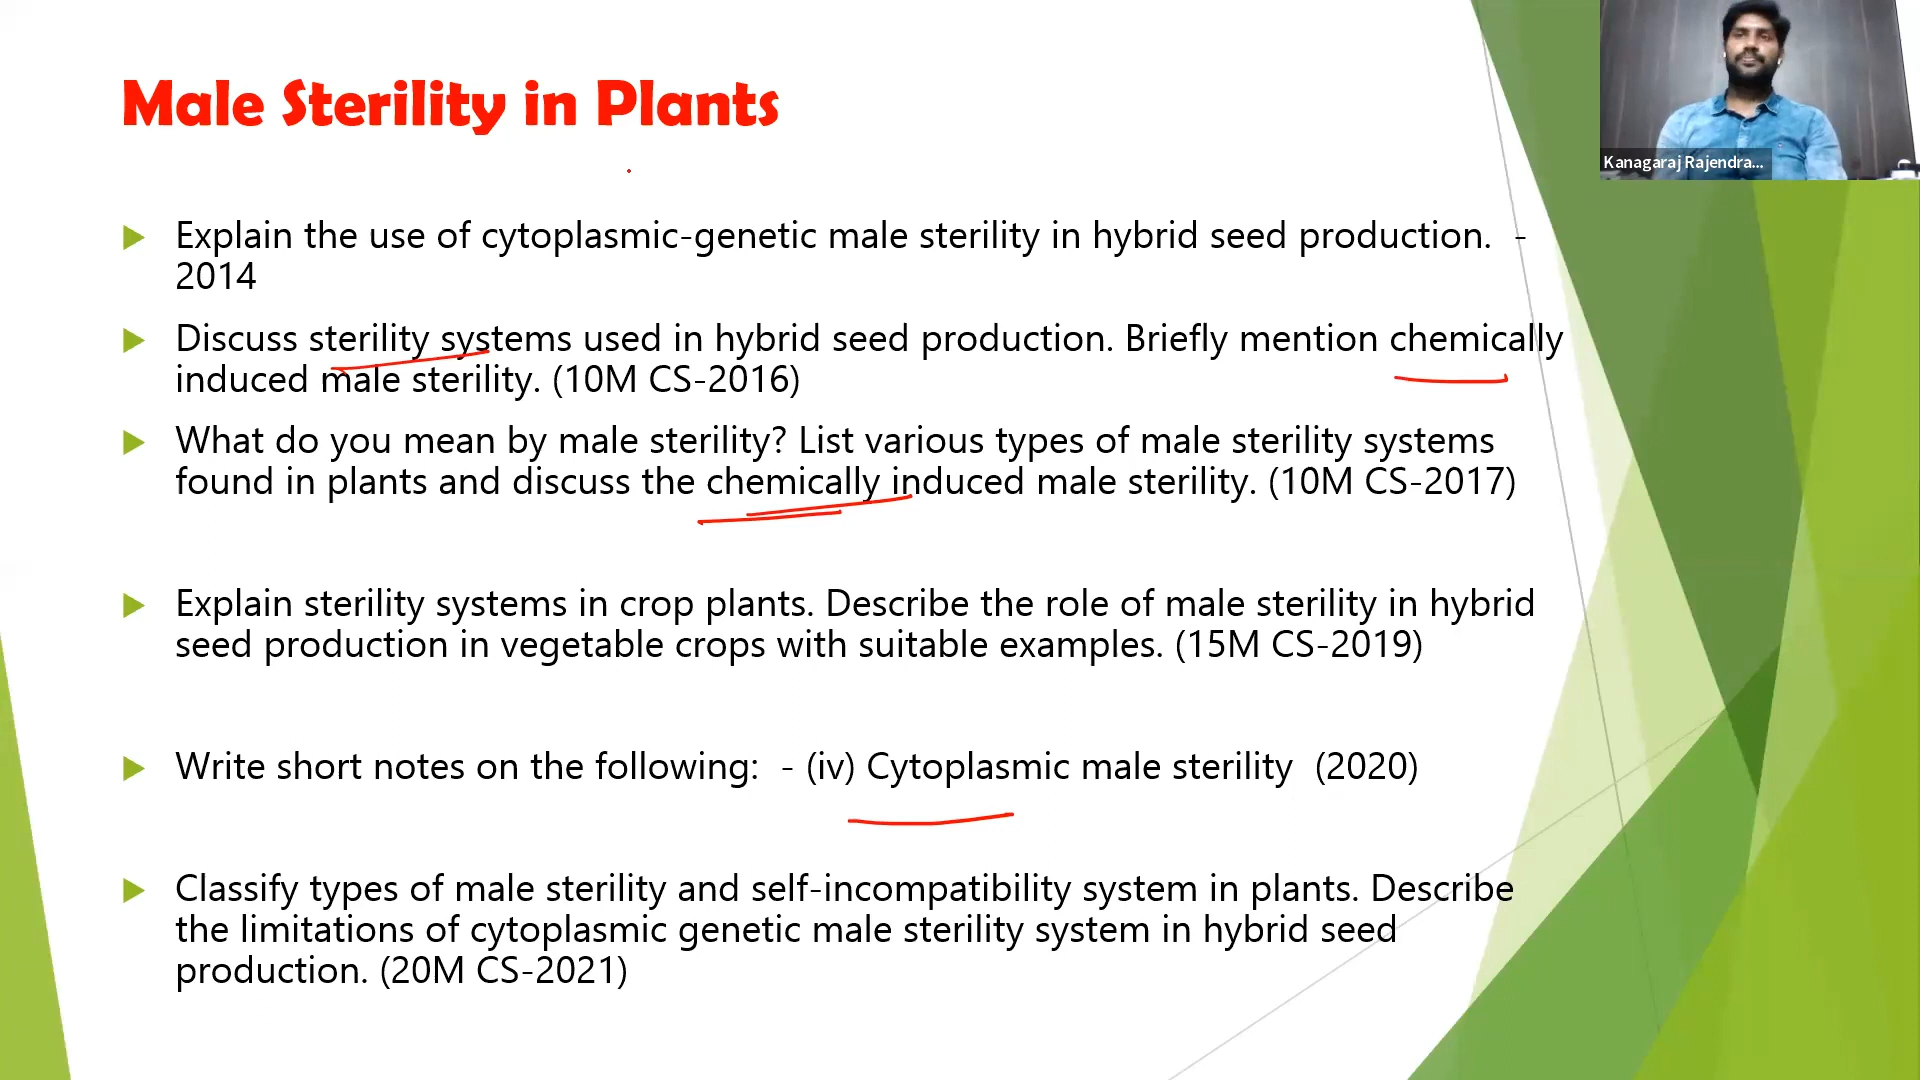 Male Sterility in Plants
Kanagaraj Rajendra...
Explain the use of cytoplasmic-genetic male sterility in hybrid seed production.  -
2014
Discuss sterility systems used in hybrid seed production. Briefly mention chemically
induced male sterility. (10M CS-2016)
What do you mean by male sterility? List various types of male sterility systems
found in plants and discuss the chemically induced male sterility. (10M CS-2017)
Explain sterility systems in crop plants. Describe the role of male sterility in hybrid
seed production in vegetable crops with suitable examples. (15M CS-2019)
Write short notes on the following:  - (iv) Cytoplasmic male sterility  (2020)
Classify types of male sterility and self-incompatibility system in plants. Describe
the limitations of cytoplasmic genetic male sterility system in hybrid seed
production. (20M CS-2021)